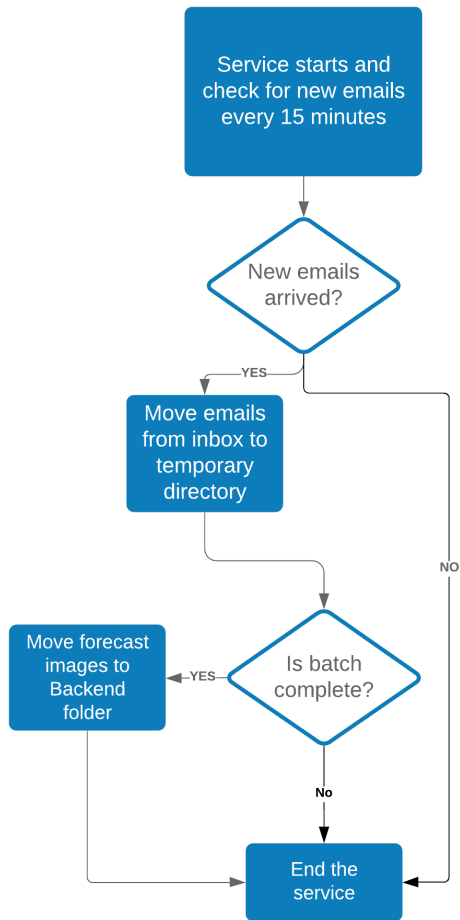 Service starts and
check for new emails
every 15 minutes
New emails
arrived?
YES
Move emails
from inbox to
temporary
directory
NO
Move forecast
images to
Backend
folder
YES
Is batch
complete?
No
End the
service